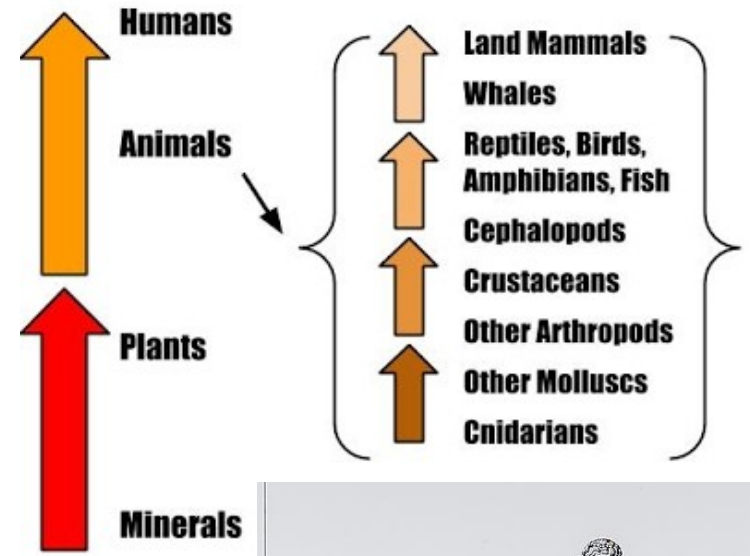 Humans
Animals
Plants
Minerals
Land Mammals
Whales
Reptiles, Birds,
Amphibians, Fish
Cephalopods
Crustaceans
Other Arthropods
Other Molluscs
Cnidarians